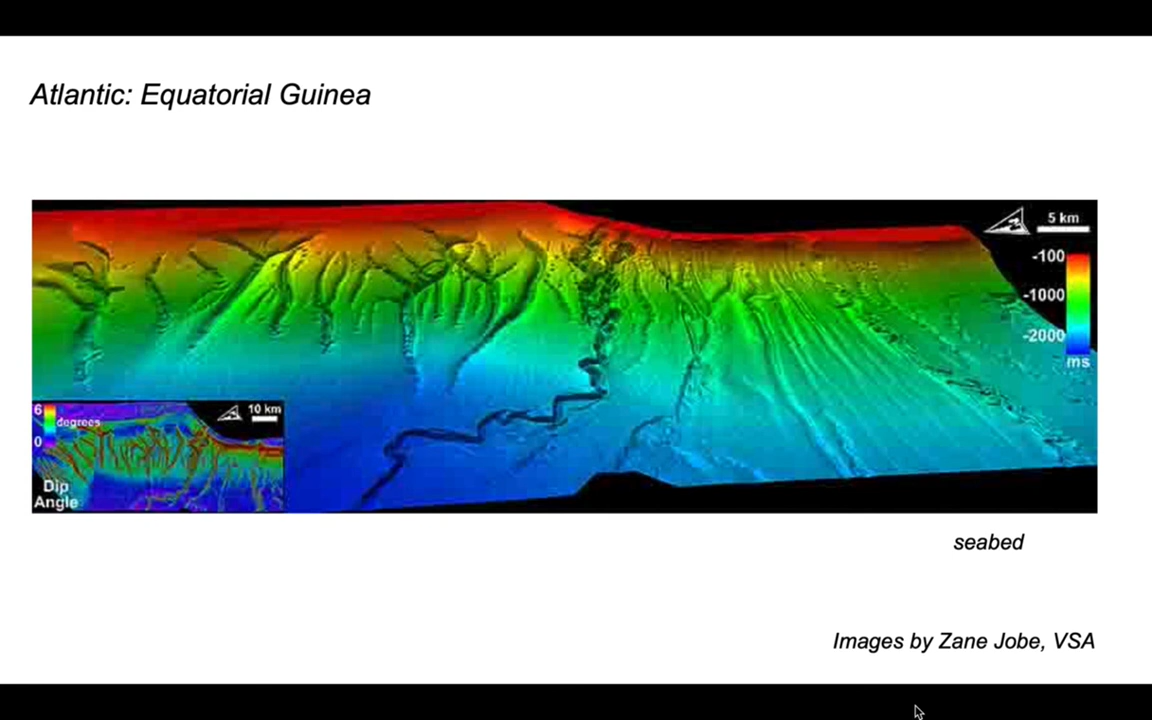 Atlantic: Equatorial Guinea
5 km
-100
-1000
-2000
ms
6
degrees
0
10 km
Dip
Angle
seabed
Images by Zane Jobe, VSA